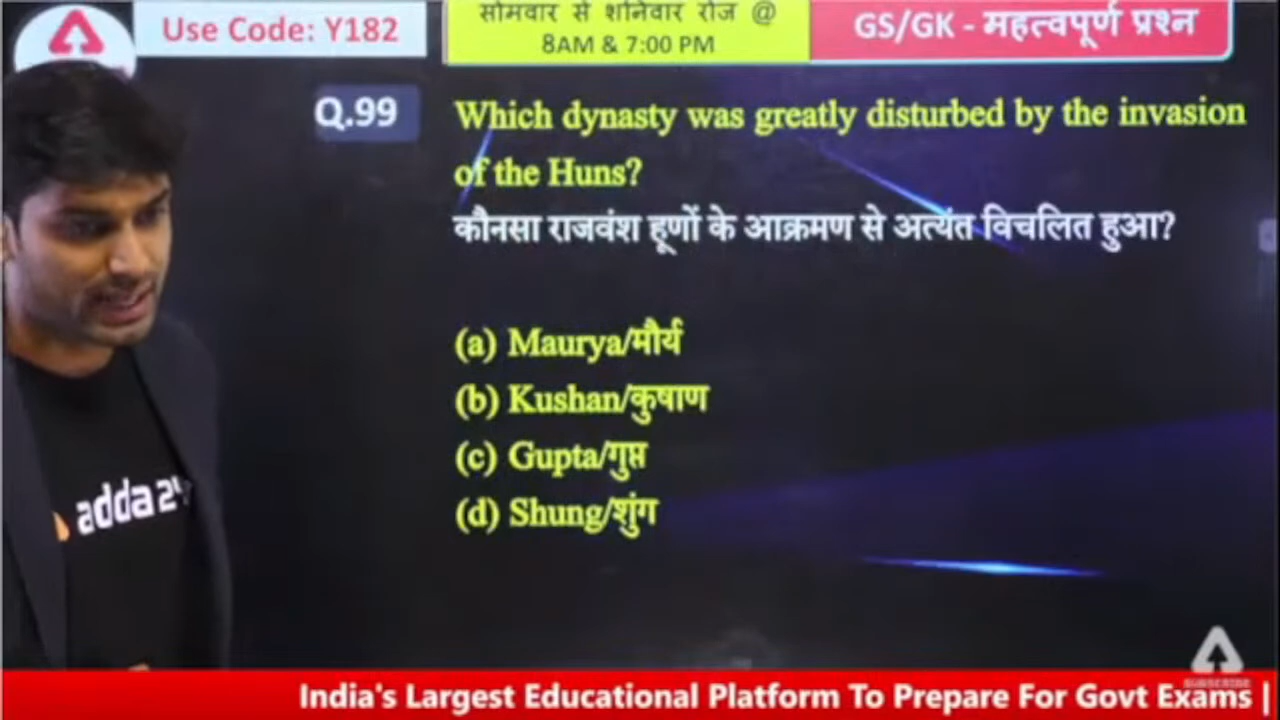 Use Code: Y182
सोमवार से शनिवार रोज @
8AM & 7:00 PM
GS/GK - महत्वपूर्ण प्रश्न
Q.99
Which dynasty was greatly disturbed by the invasion
of the Huns?
कौनसा राजवंश हूणों के आक्रमण से अत्यंत विचलित हुआ?
(a) Maurya/मौर्य
(b) Kushan/कुषाण
(c) Gupta/गुप्त
(d) Shung/शुंग
adda 24
SUBSCRIBE
India's Largest Educational Platform To Prepare For Govt Exams |